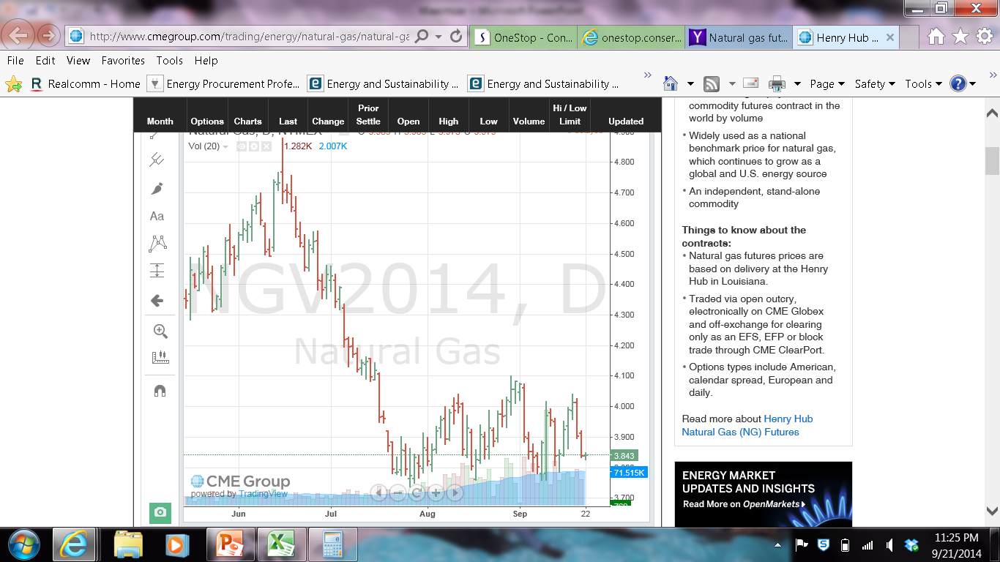 http://www.cmegroup.com/trading/energy/natural-gas/natural-ga
OneStop - Con...
onestop.conser...
Natural gas fut...
Henry Hub ...
File Edit View Favorites Tools Help
Realcomm - Home
Energy Procurement Profe...
Energy and Sustainability ...
Energy and Sustainability ...
Page
Safety
Tools
Month
Options
Charts
Last
Change
Prior
Settle
Open
High
Low
Volume
Hi / Low
Limit
Updated
Natural Gas, D, NYMEX
Vol (20)
1.282K
2.007K
Aa
NGV2014, D
Natural Gas
4.800
4.700
4.600
4.500
4.400
4.300
4.200
4.100
4.000
3.900
3.843
71.515K
3.700
CME Group
powered by TradingView
Jun
Jul
Aug
Sep
22
commodity futures contract in the
world by volume
• Widely used as a national
benchmark price for natural gas,
which continues to grow as a
global and U.S. energy source
• An independent, stand-alone
commodity
Things to know about the
contracts:
• Natural gas futures prices are
based on delivery at the Henry
Hub in Louisiana.
• Traded via open outcry,
electronically on CME Globex
and off-exchange for clearing
only as an EFS, EFP or block
trade through CME ClearPort.
• Options types include American,
calendar spread, European and
daily.
Read more about Henry Hub
Natural Gas (NG) Futures
ENERGY MARKET
UPDATES AND INSIGHTS
Read More on OpenMarkets
11:25 PM
9/21/2014